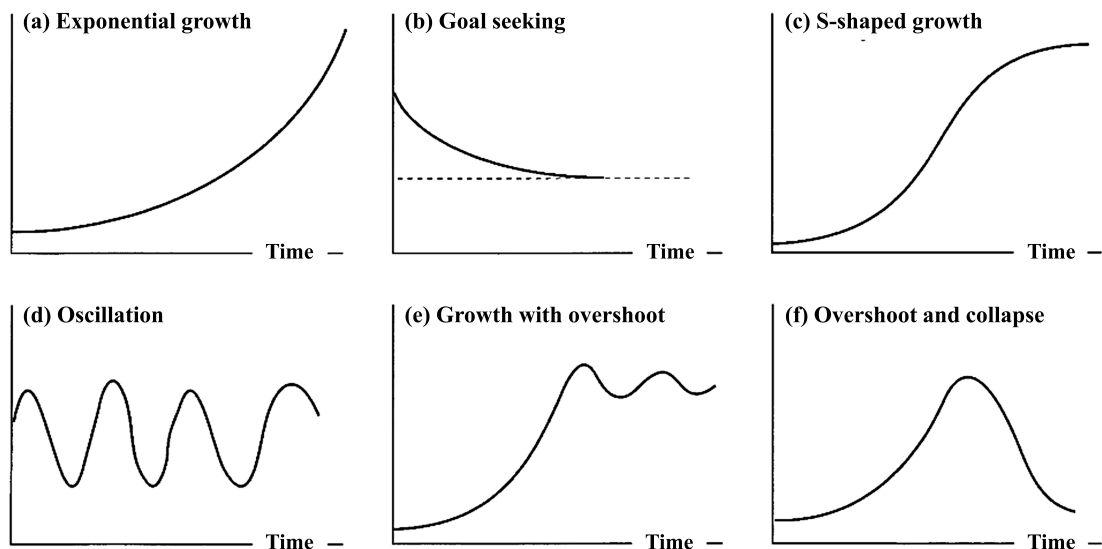 (a) Exponential growth
(b) Goal seeking
(c) S-shaped growth
Time
Time
Time
(d) Oscillation
(e) Growth with overshoot
(f) Overshoot and collapse
Time
Time
Time